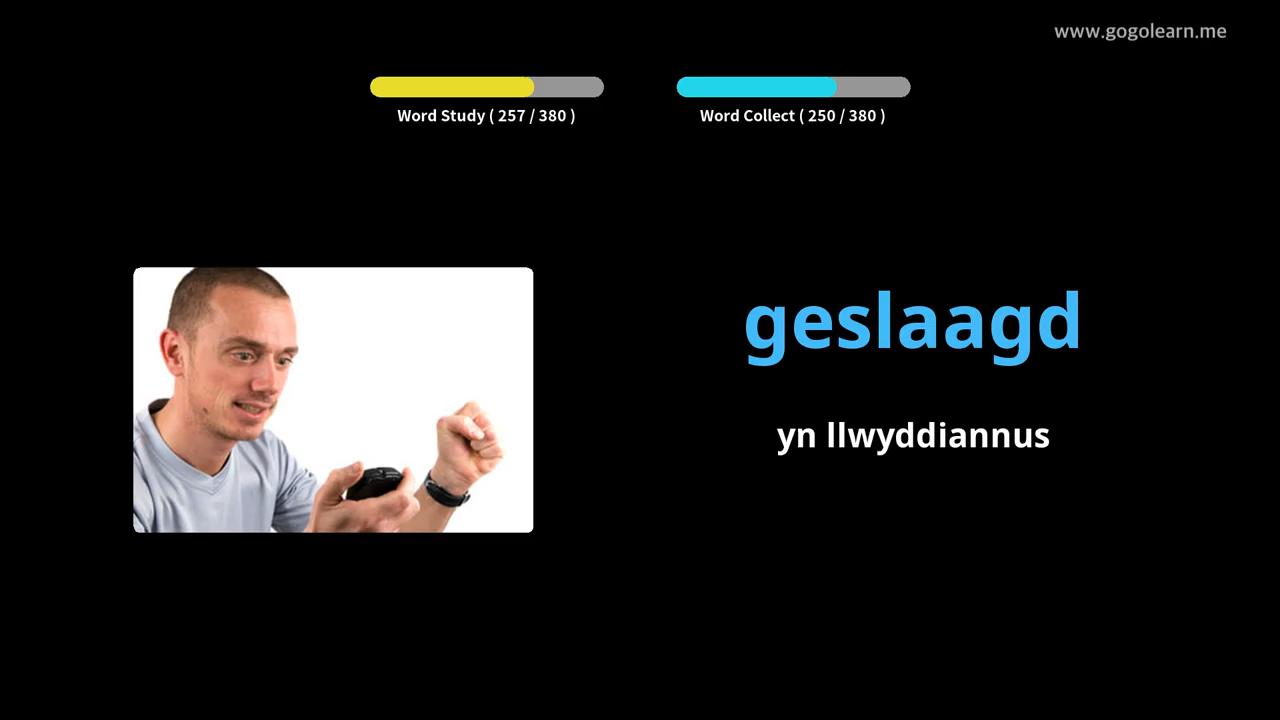 www.gogolearn.me
Word Study ( 257 / 380 )
Word Collect ( 250 / 380 )
geslaagd
yn llwyddiannus